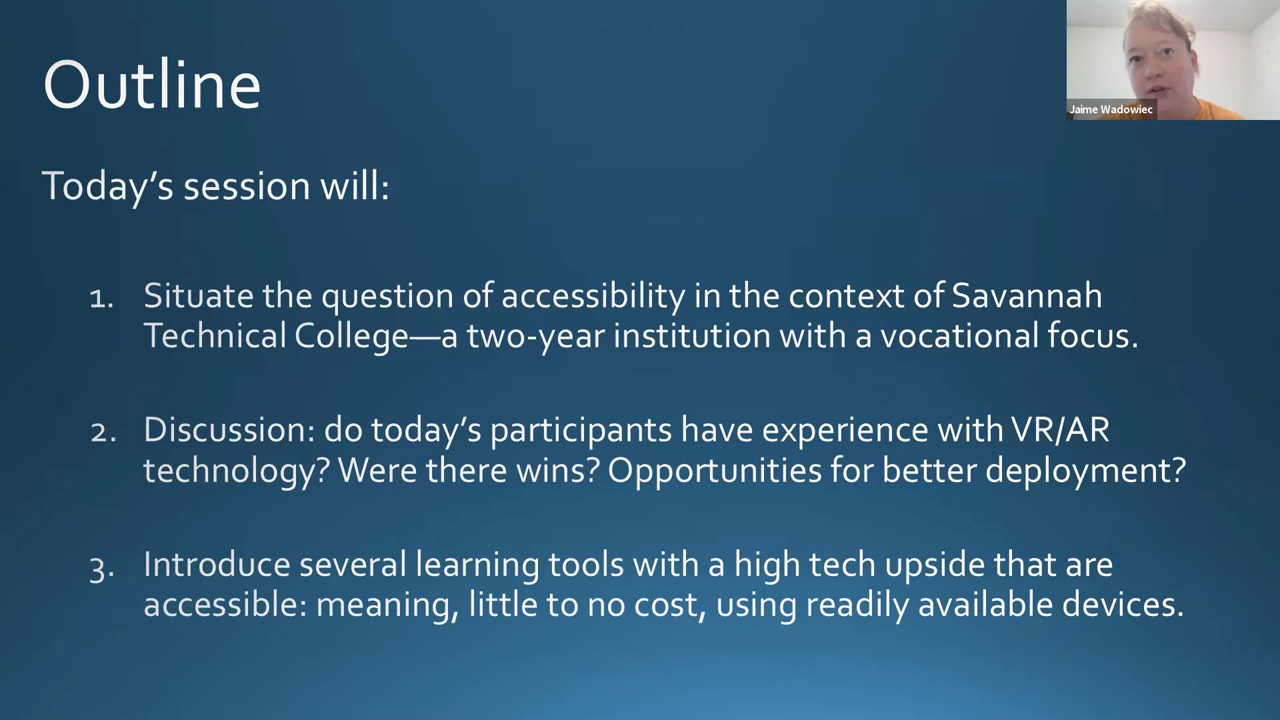 Outline
Jaime Wadowiec
Today's session will:
1. Situate the question of accessibility in the context of Savannah
Technical College—a two-year institution with a vocational focus.
2. Discussion: do today's participants have experience with VR/AR
technology? Were there wins? Opportunities for better deployment?
3. Introduce several learning tools with a high tech upside that are
accessible: meaning, little to no cost, using readily available devices.